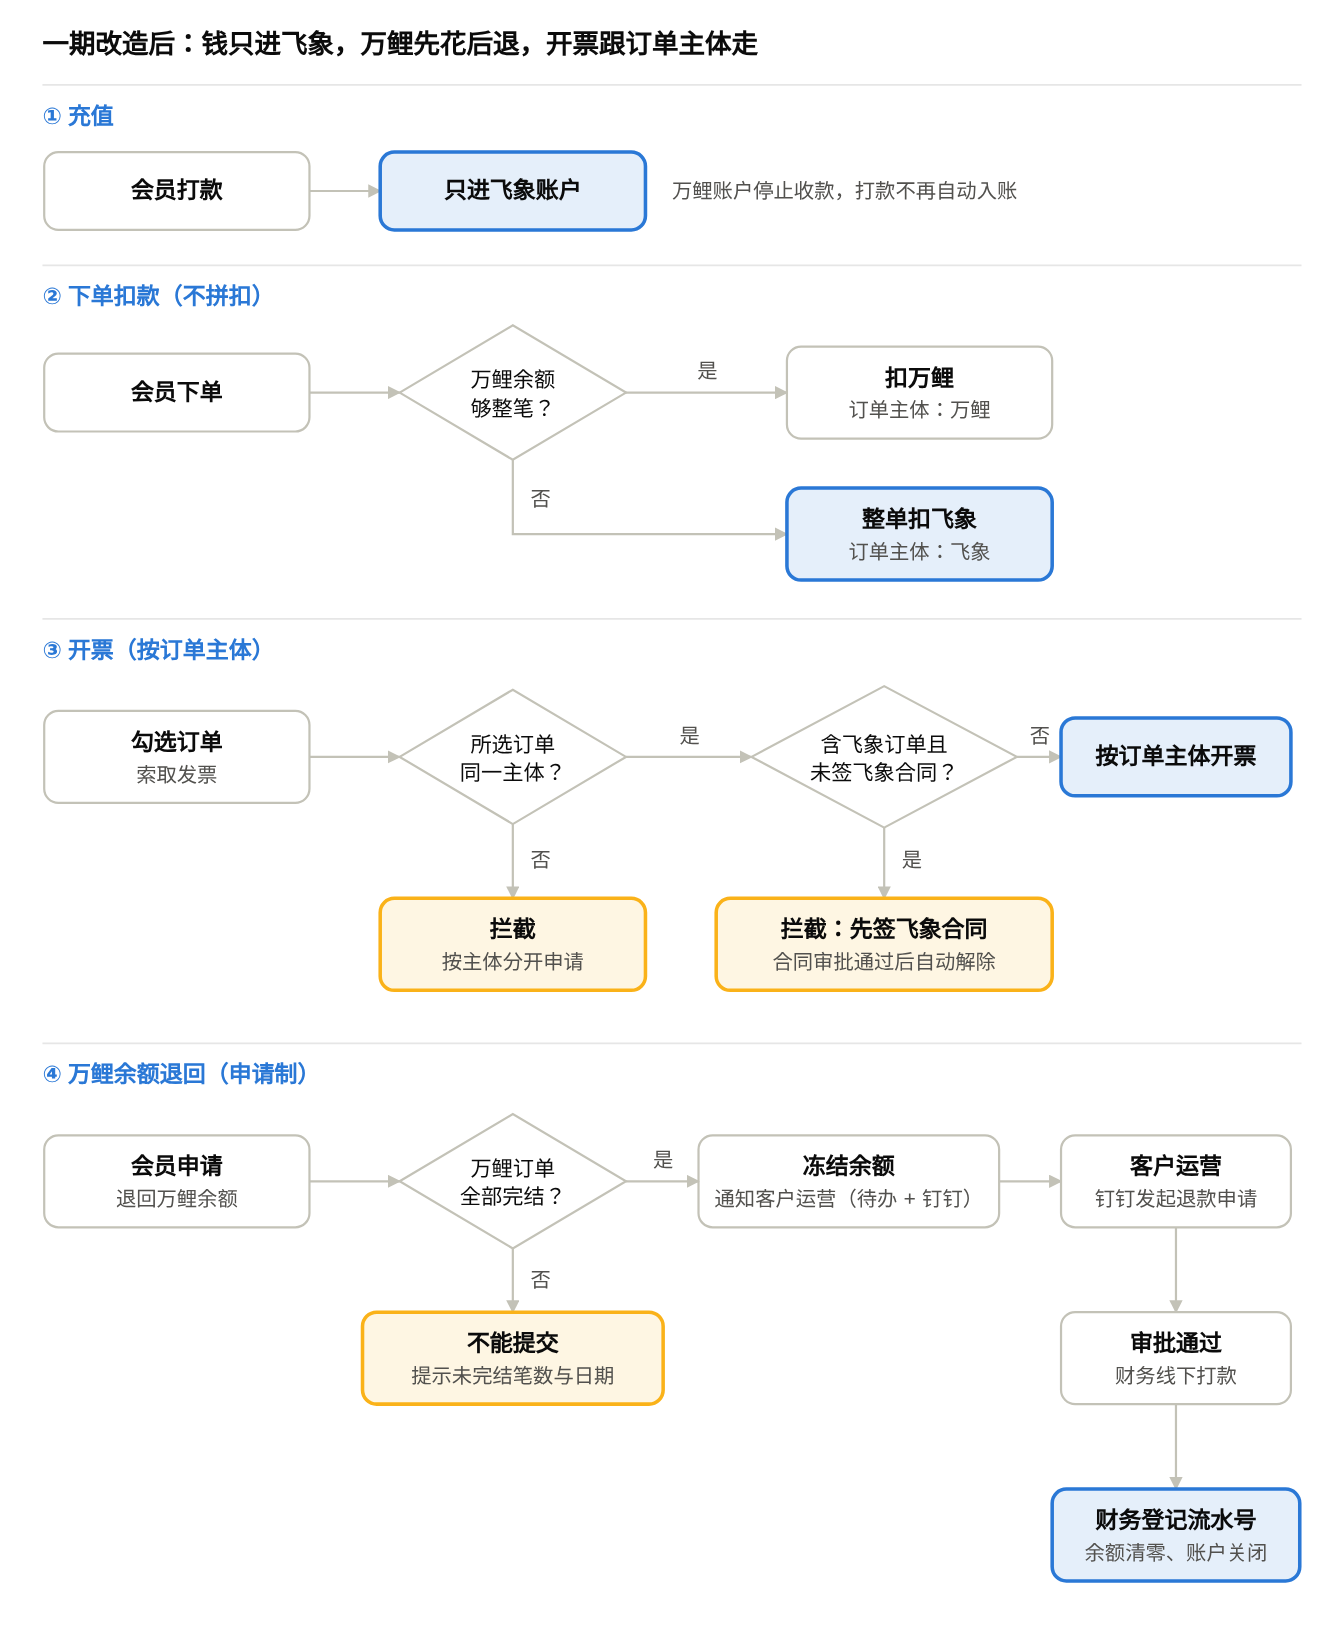 一期改造后：钱只进飞象，万鲤先花后退，开票跟订单主体走
① 充值
会员打款
只进飞象账户
万鲤账户停止收款，打款不再自动入账
② 下单扣款（不拼扣）
会员下单
万鲤余额
够整笔？
是
扣万鲤
订单主体：万鲤
否
整单扣飞象
订单主体：飞象
③ 开票（按订单主体）
勾选订单
索取发票
所选订单
同一主体？
是
含飞象订单且
未签飞象合同？
否
按订单主体开票
否
拦截
按主体分开申请
是
拦截：先签飞象合同
合同审批通过后自动解除
④ 万鲤余额退回（申请制）
会员申请
退回万鲤余额
万鲤订单
全部完结？
是
冻结余额
通知客户运营（待办 + 钉钉）
客户运营
钉钉发起退款申请
否
不能提交
提示未完结笔数与日期
审批通过
财务线下打款
财务登记流水号
余额清零、账户关闭